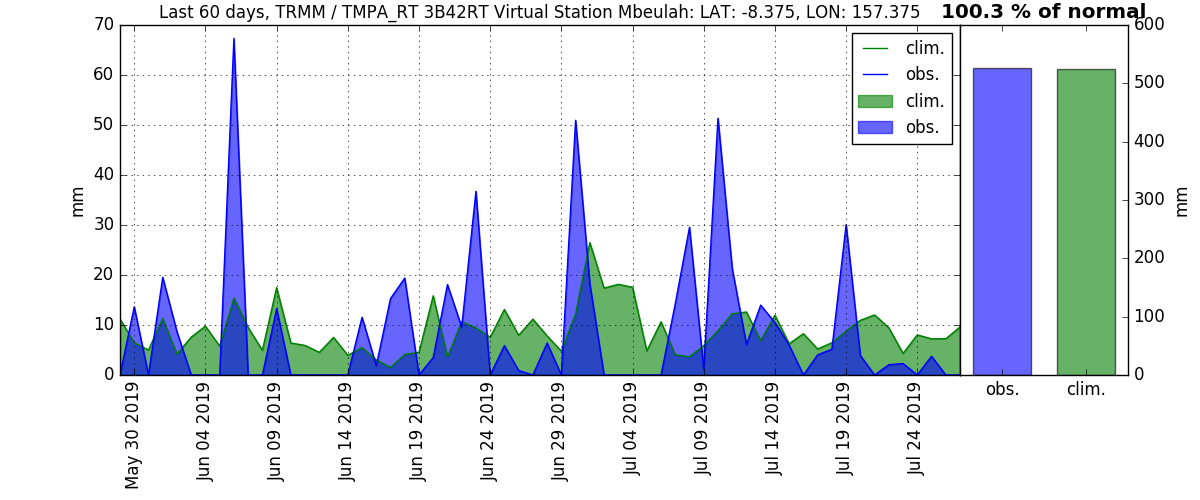 Last 60 days, TRMM / TMPA_RT 3B42RT Virtual Station Mbeulah: LAT: -8.375, LON: 157.375
100.3 % of normal
70
60
50
40
30
20
10
0
mm
clim.
obs.
clim.
obs.
May 30 2019
Jun 04 2019
Jun 09 2019
Jun 14 2019
Jun 19 2019
Jun 24 2019
Jun 29 2019
Jul 04 2019
Jul 09 2019
Jul 14 2019
Jul 19 2019
Jul 24 2019
600
500
400
300
200
100
0
mm
obs.
clim.